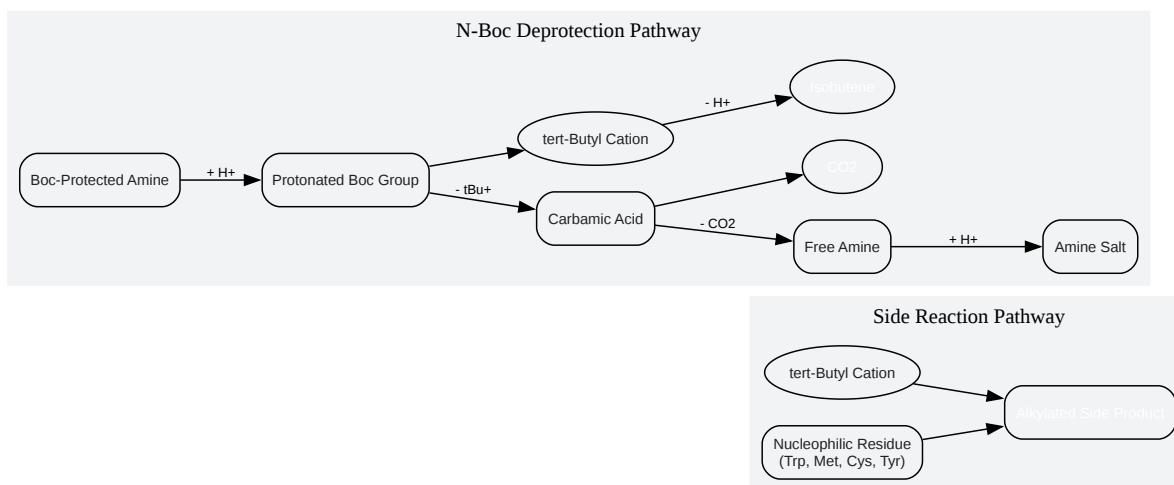 N-Boc Deprotection Pathway
Isobutene
- H+
tert-Butyl Cation
CO2
Boc-Protected Amine
+ H+
Protonated Boc Group
- tBu+
Carbamic Acid
- CO2
Free Amine
+ H+
Amine Salt
Side Reaction Pathway
tert-Butyl Cation
Alkylated Side Product
Nucleophilic Residue
(Trp, Met, Cys, Tyr)